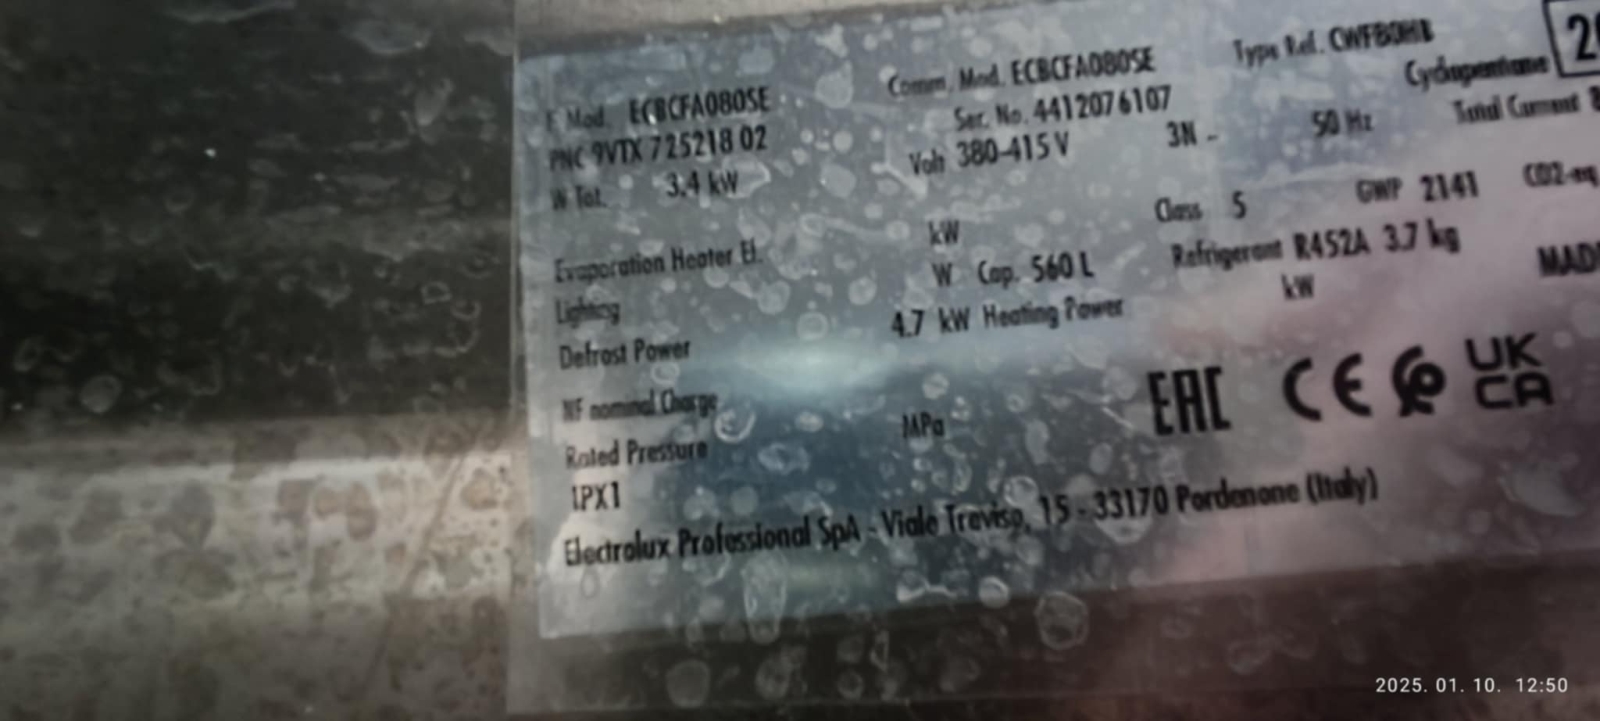 F. Mod. ECBCFA080SE Comm. Mod. ECBCFA080SE Type Ref. CWFB0HB
PNC 9VTX 725218 02 Ser. No. 4412076107 Cyclopentane 20
W Tot. 3.4 kW Volt 380-415 V 3N ~ 50 Hz Total Current
Evaporation Heater El. kW Class 5 GWP 2141 CO2-eq
Lighting W Cap. 560 L Refrigerant R452A 3.7 kg
Defrost Power 4.7 kW Heating Power kW
NF nominal Charge
Rated Pressure MPa EAC CE UK CA
IPX1
Electrolux Professional SpA - Viale Treviso, 15 - 33170 Pordenone (Italy)
2025. 01. 10. 12:50